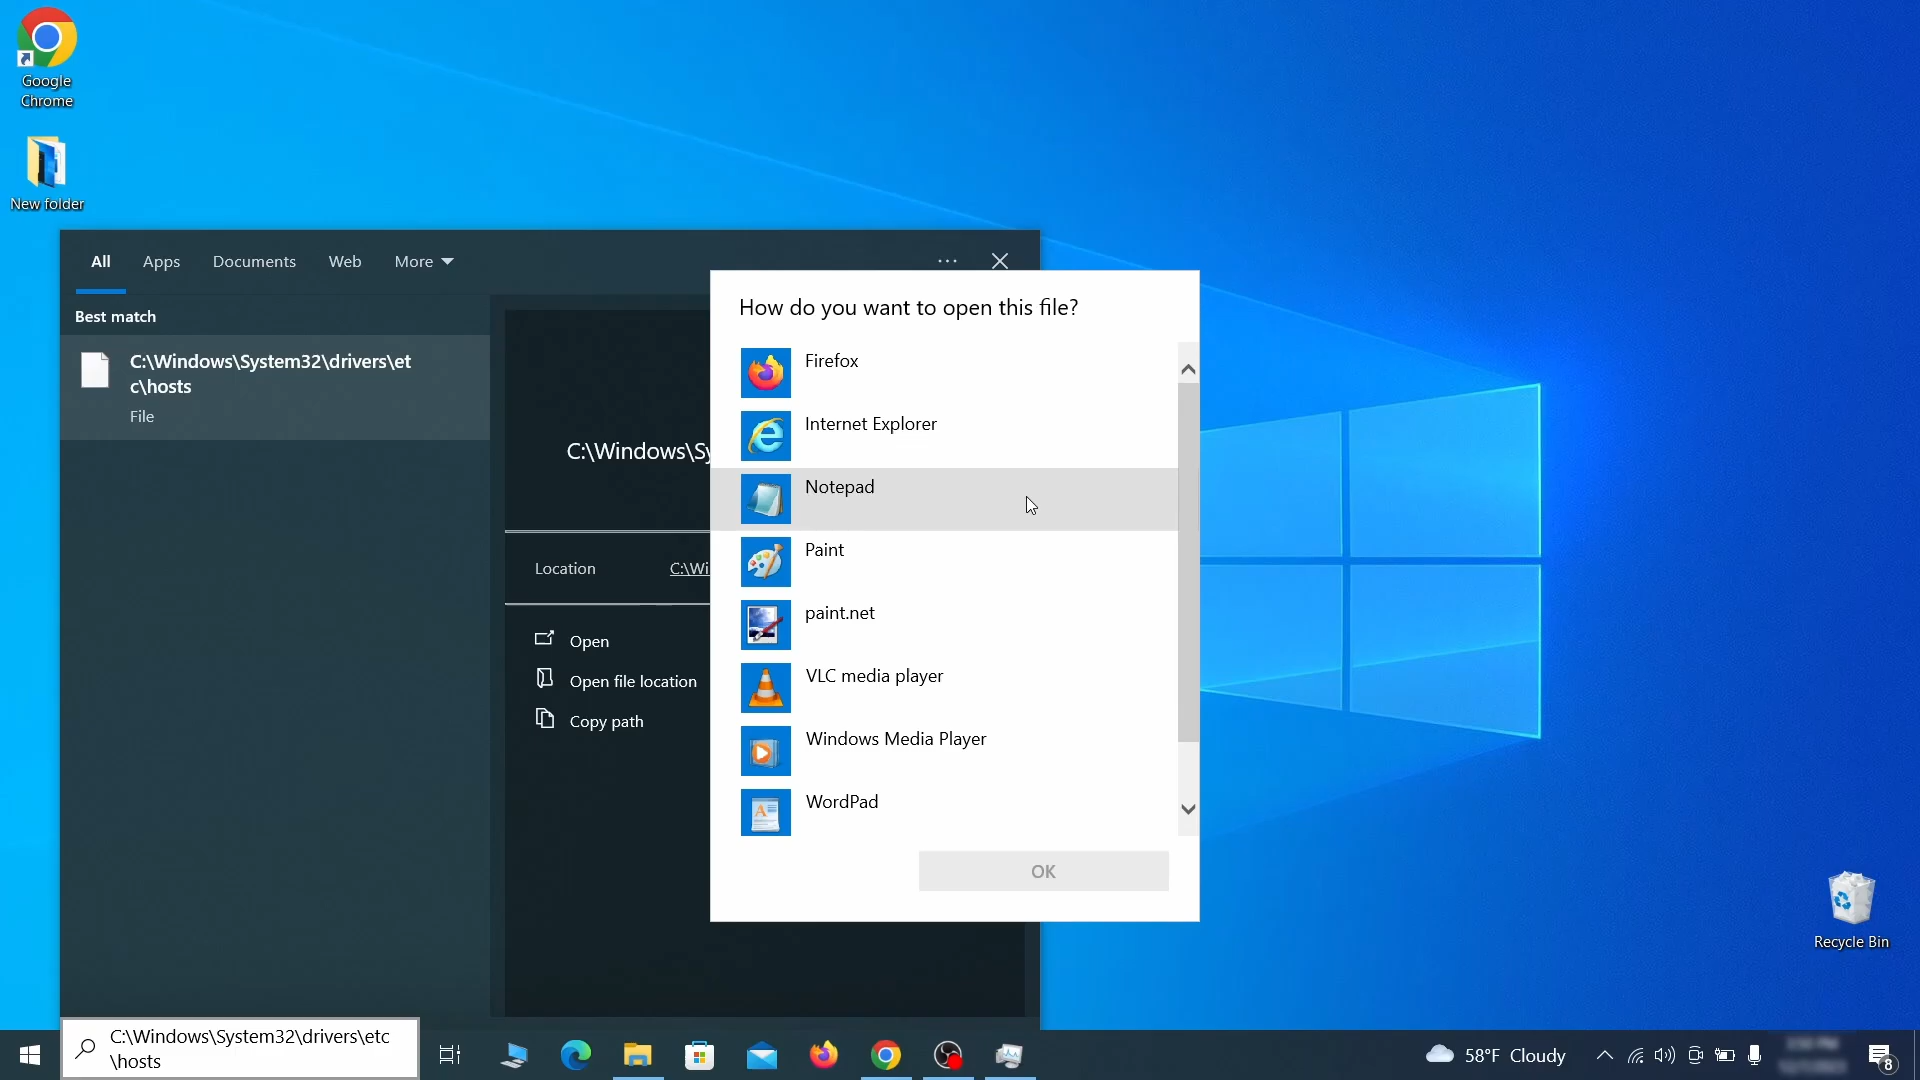 Google
Chrome
New folder
All Apps Documents Web More
Best match
C:\Windows\System32\drivers\et
c\hosts
File
C:\Windows\Sy
Location C:\Wi
Open
Open file location
Copy path
How do you want to open this file?
Firefox
Internet Explorer
Notepad
Paint
paint.net
VLC media player
Windows Media Player
WordPad
OK
Recycle Bin
C:\Windows\System32\drivers\etc
\hosts
58°F Cloudy
8